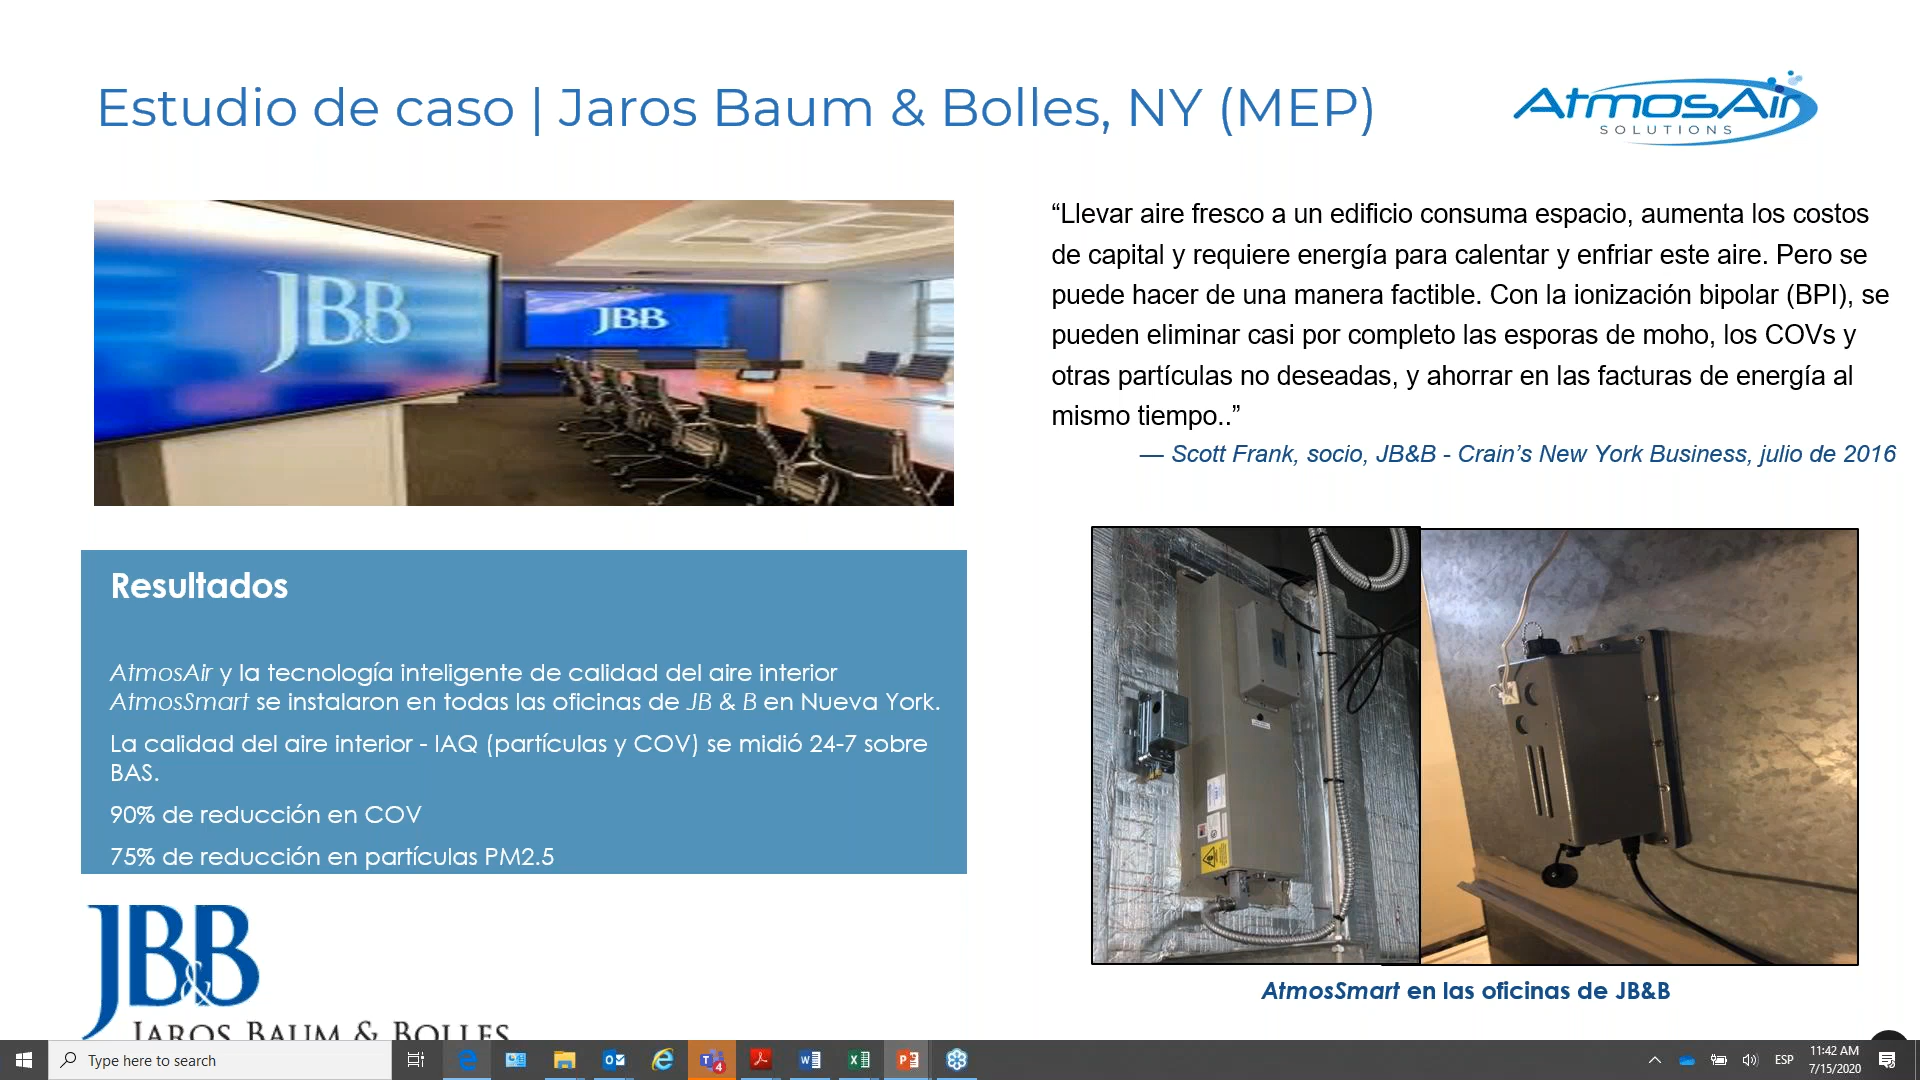 Estudio de caso | Jaros Baum & Bolles, NY (MEP)
AtmosAir
SOLUTIONS
JBB
&
JBB
&
“Llevar aire fresco a un edificio consuma espacio, aumenta los costos
de capital y requiere energía para calentar y enfriar este aire. Pero se
puede hacer de una manera factible. Con la ionización bipolar (BPI), se
pueden eliminar casi por completo las esporas de moho, los COVs y
otras partículas no deseadas, y ahorrar en las facturas de energía al
mismo tiempo..”
— Scott Frank, socio, JB&B - Crain’s New York Business, julio de 2016
Resultados
AtmosAir y la tecnología inteligente de calidad del aire interior
AtmosSmart se instalaron en todas las oficinas de JB & B en Nueva York.
La calidad del aire interior - IAQ (partículas y COV) se midió 24-7 sobre
BAS.
90% de reducción en COV
75% de reducción en partículas PM2.5
AtmosSmart en las oficinas de JB&B
JBB
&
JAROS BAUM & BOLLES
Type here to search
4
ESP
11:42 AM
7/15/2020